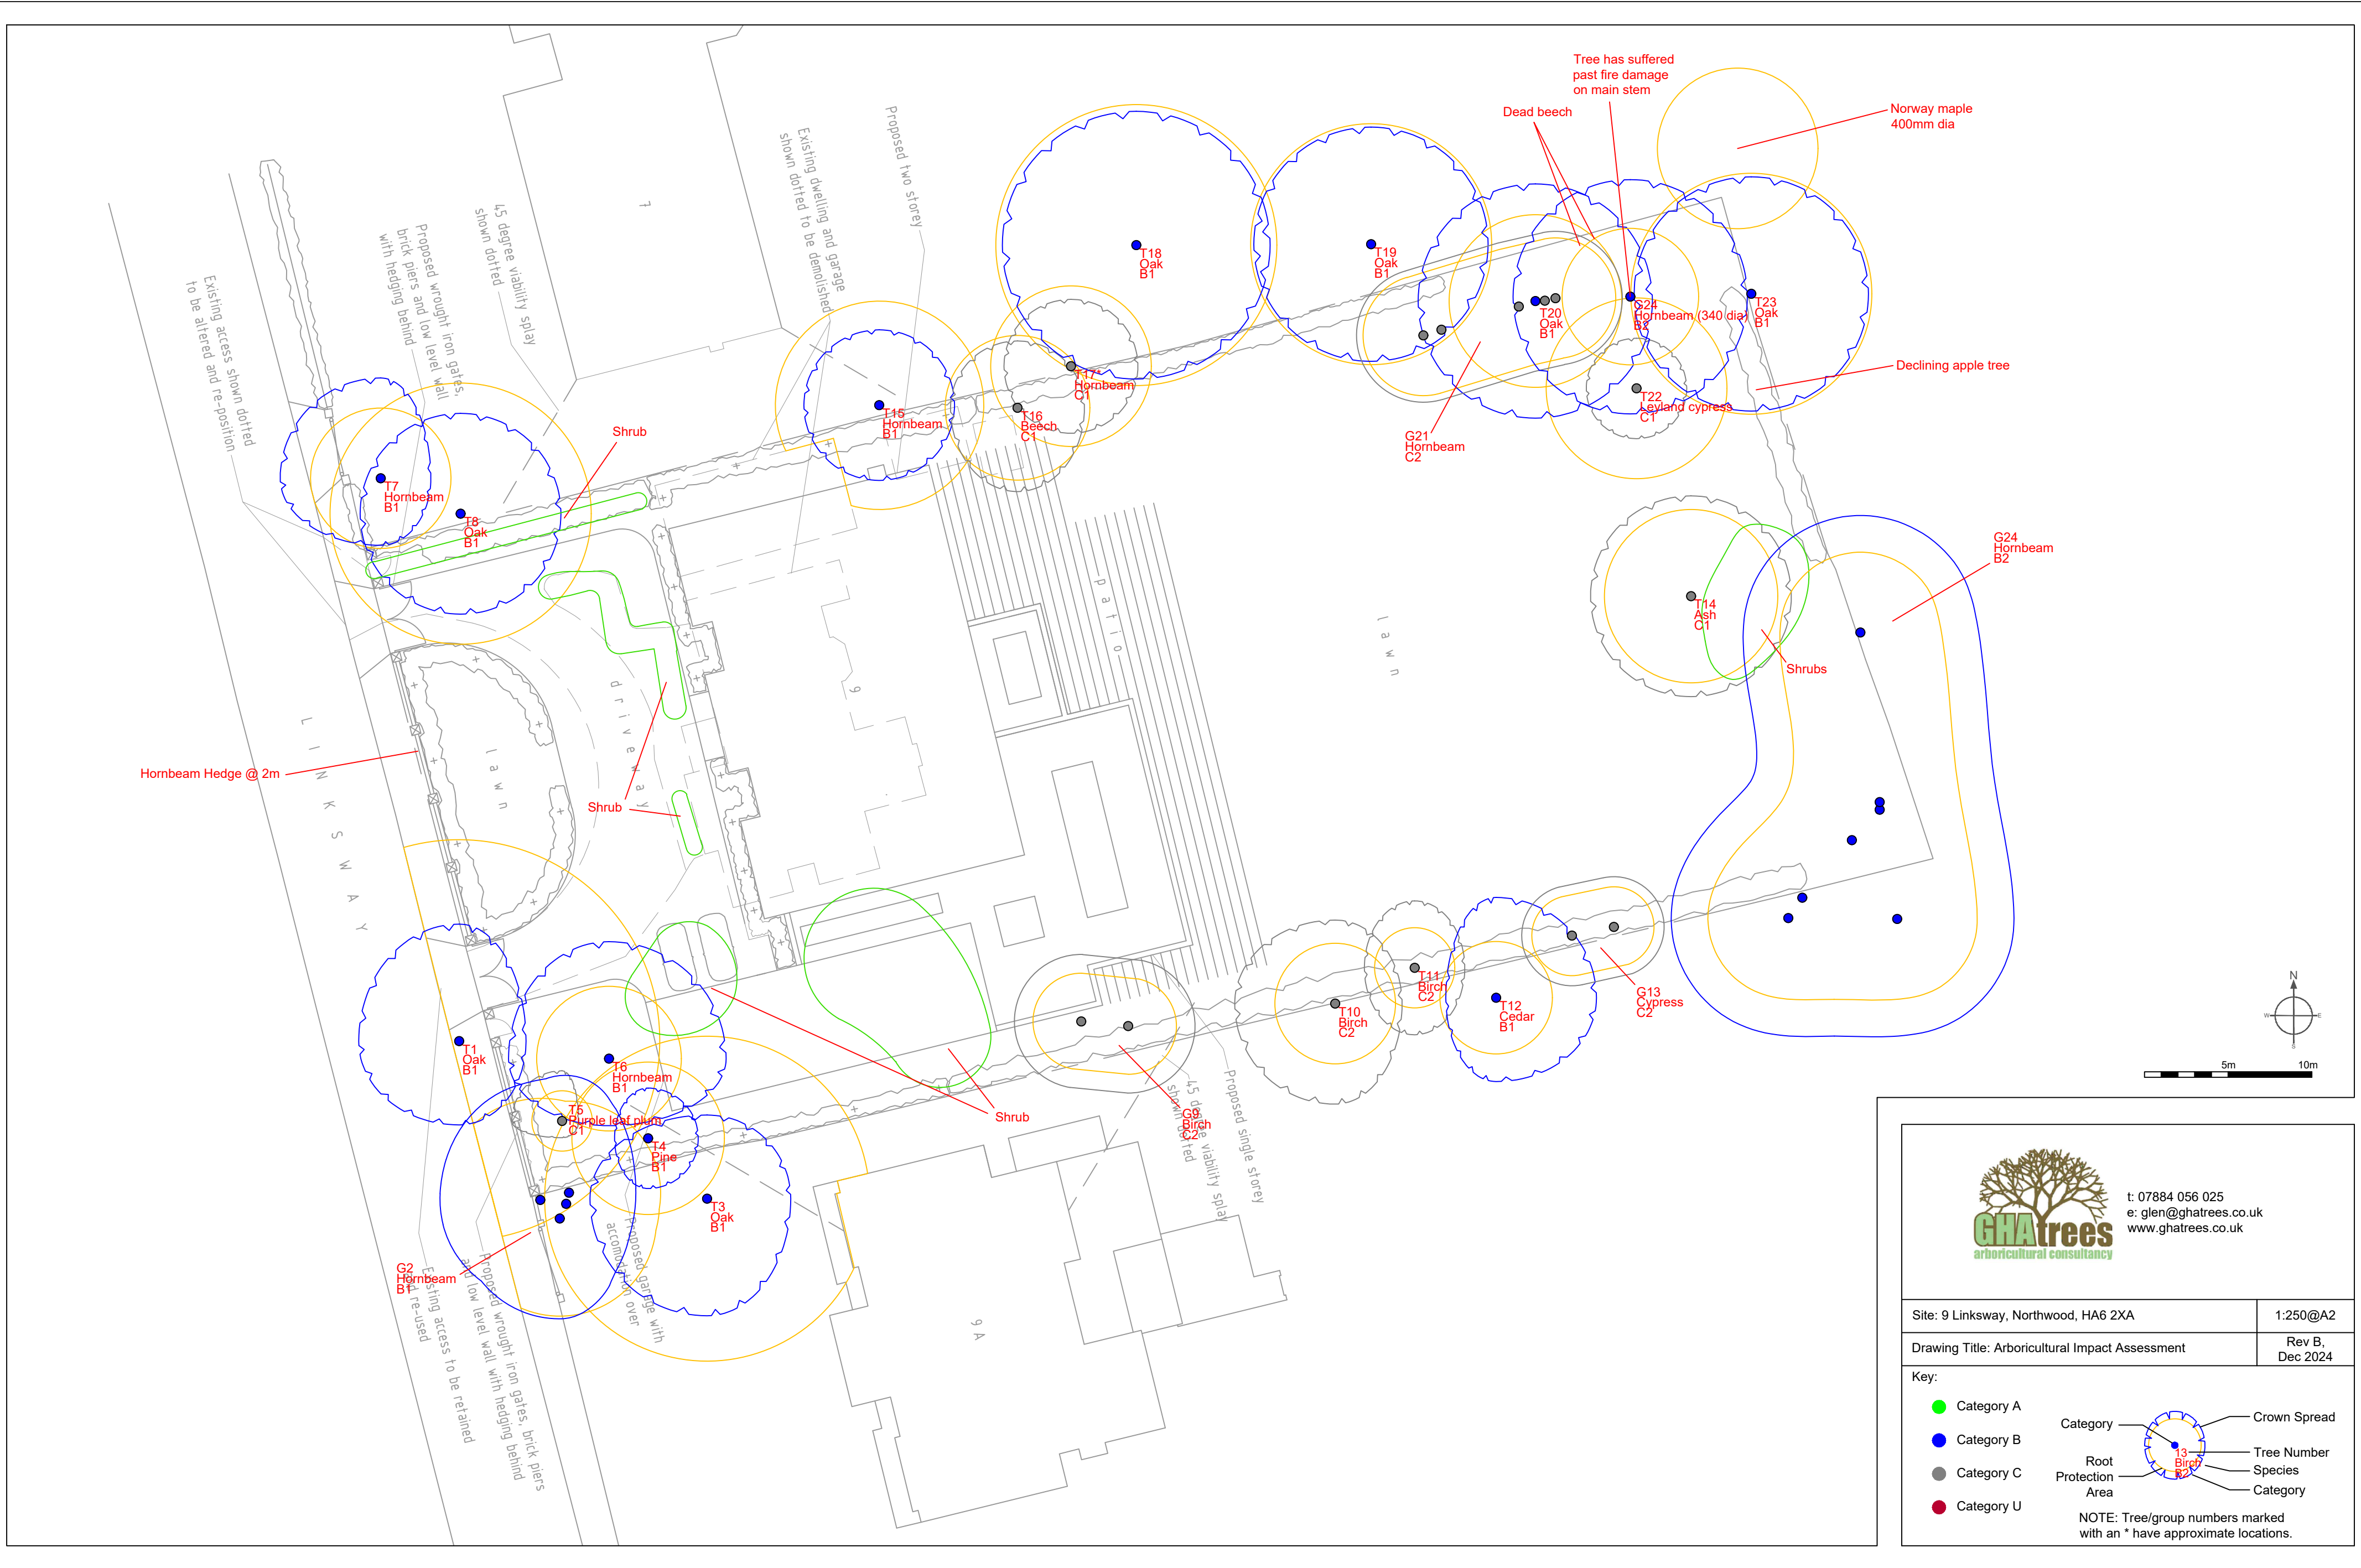 Tree has suffered
past fire damage
on main stem
Dead beech
Norway maple
400mm dia
Existing access shown dotted
to be altered and re-position
Proposed wrought iron gates,
brick piers and low level wall
with hedging behind
45 degree viability splay
shown dotted
7
Existing dwelling and garage
shown dotted to be demolished
Proposed two storey
T18
Oak
B1
T19
Oak
B1
T20
Oak
B1
G24
Hornbeam (340 dia)
B2
T23
Oak
B1
Declining apple tree
T22
Leyland cypress
C1
G21
Hornbeam
C2
T17*
Hornbeam
C1
T16
Beech
C1
T15
Hornbeam
B1
Shrub
T7
Hornbeam
B1
T8
Oak
B1
G24
Hornbeam
B2
T14
Ash
C1
Shrubs
patio
lawn
9
driveway
lawn
LINKSWAY
Hornbeam Hedge @ 2m
Shrub
T1
Oak
B1
T6
Hornbeam
B1
T5
Purple leaf plum
C1
T4
Pine
B1
T3
Oak
B1
G2
Hornbeam
B1
Shrub
G9
Birch
C2
T10
Birch
C2
T11
Birch
C2
T12
Cedar
B1
G13
Cypress
C2
45 degree viability splay
shown dotted
Proposed single storey
Proposed garage with
accomodation over
Proposed wrought iron gates, brick piers
and low level wall with hedging behind
Existing access to be retained
and re-used
9A
N
W
E
S
5m
10m
GHAtrees
arboricultural consultancy
t: 07884 056 025
e: glen@ghatrees.co.uk
www.ghatrees.co.uk
Site: 9 Linksway, Northwood, HA6 2XA
1:250@A2
Drawing Title: Arboricultural Impact Assessment
Rev B,
Dec 2024
Key:
Category A
Category B
Category C
Category U
Category
Root
Protection
Area
13
Birch
B2
Crown Spread
Tree Number
Species
Category
NOTE: Tree/group numbers marked
with an * have approximate locations.